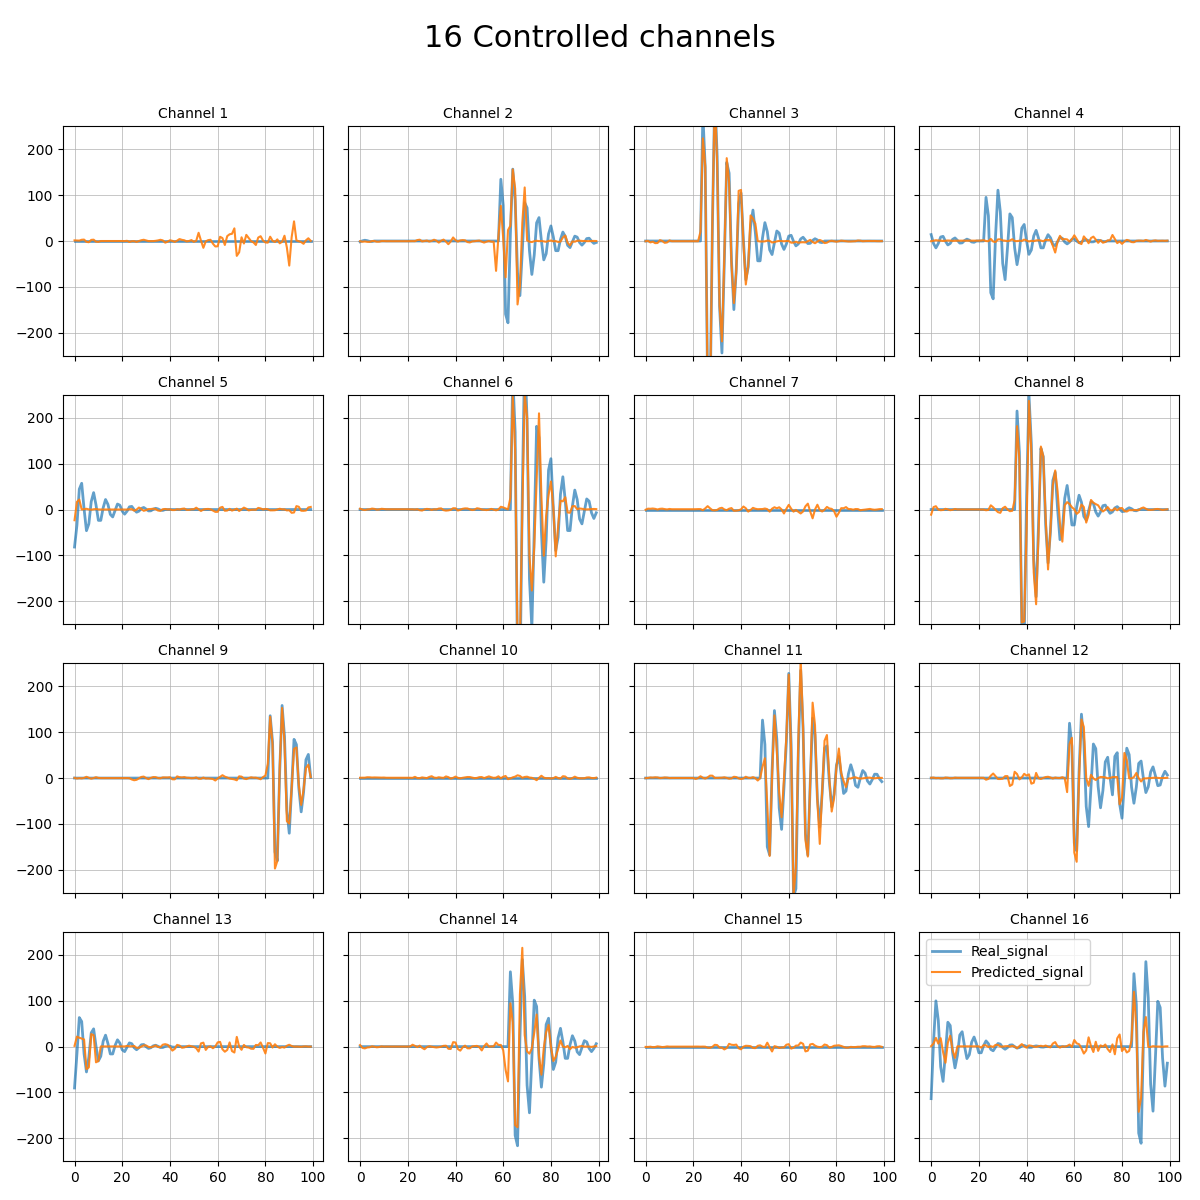 16 Controlled channels
Channel 1
Channel 2
Channel 3
Channel 4
200
100
0
−100
−200
Channel 5
Channel 6
Channel 7
Channel 8
200
100
0
−100
−200
Channel 9
Channel 10
Channel 11
Channel 12
200
100
0
−100
−200
Channel 13
Channel 14
Channel 15
Channel 16
Real_signal
Predicted_signal
200
100
0
−100
−200
0 20 40 60 80 100
0 20 40 60 80 100
0 20 40 60 80 100
0 20 40 60 80 100